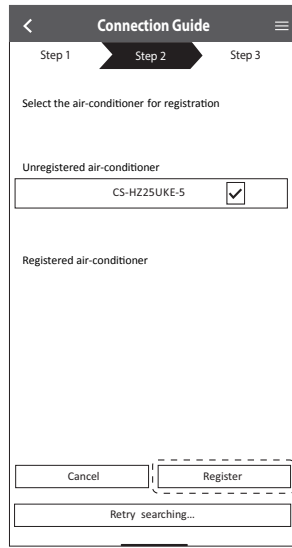 Connection Guide
Step 1 Step 2 Step 3
Select the air-conditioner for registration
Unregistered air-conditioner
CS-HZ25UKE-5
Registered air-conditioner
Cancel Register
Retry searching...